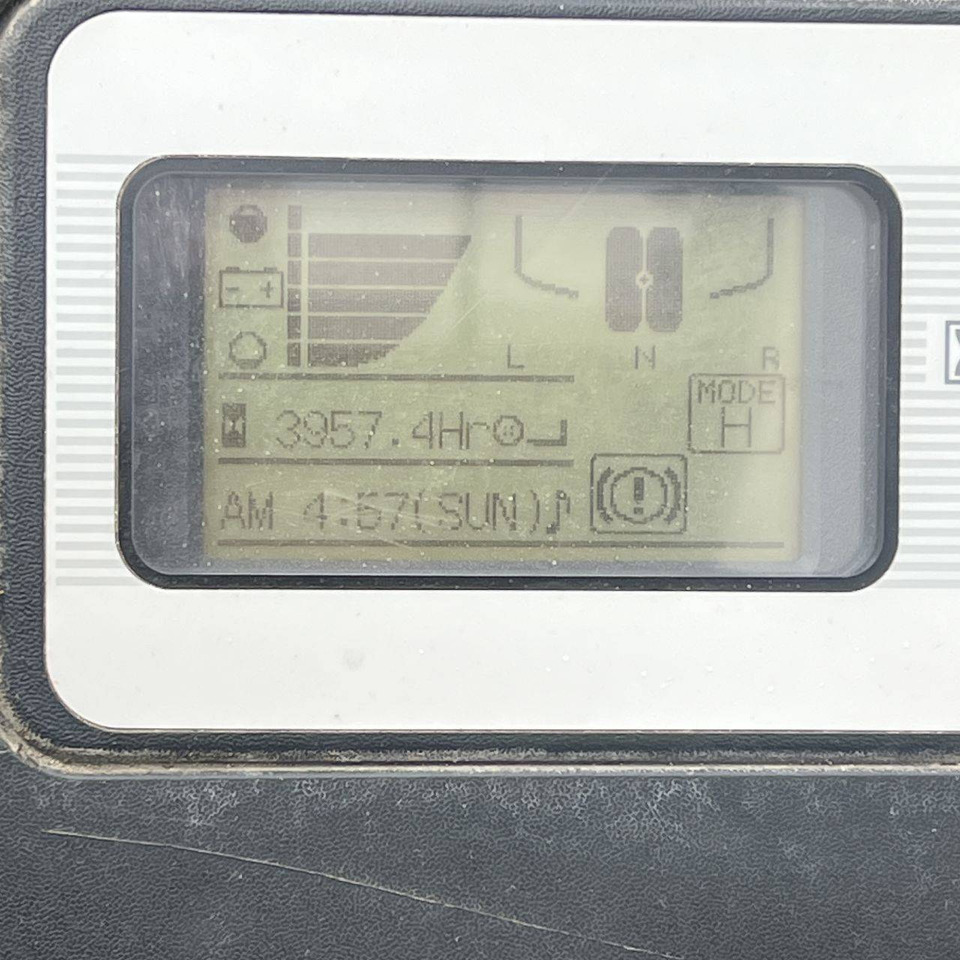 L N R
MODE
H
3957.4Hr
AM 4:57(SUN)